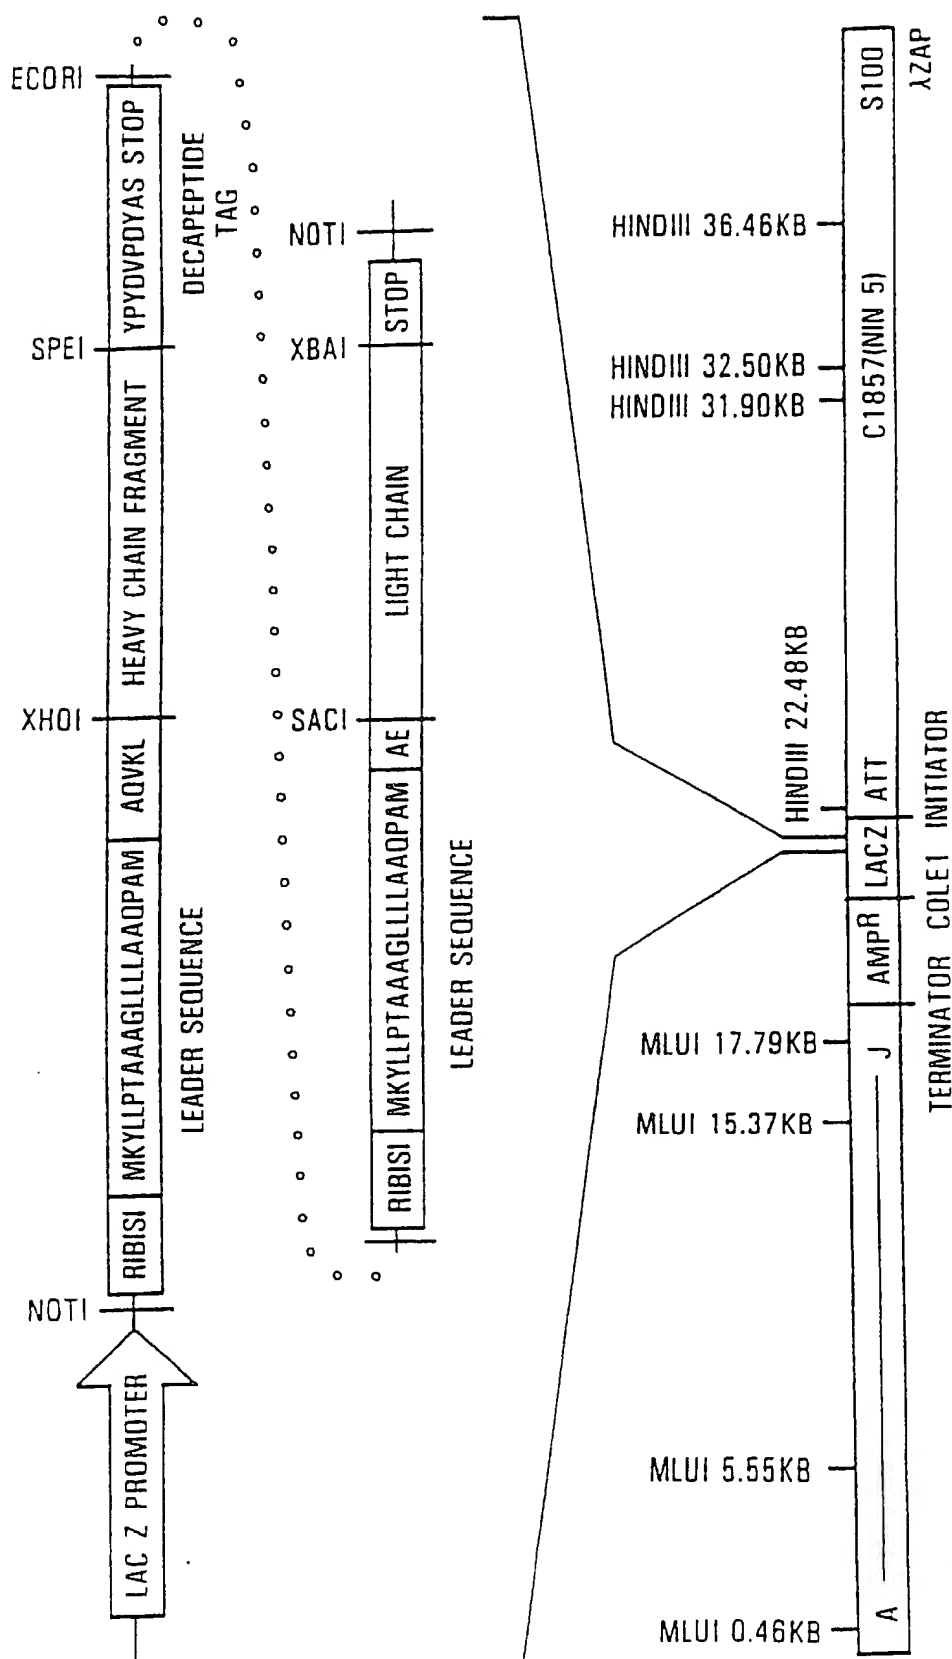 LAC Z PROMOTER
NOTI
RIBISI
MKYLLPTAAAGLLLLAAQPAM
AQVKL
XHOI
HEAVY CHAIN FRAGMENT
SPEI
YPYDVPDYAS STOP
ECORI
LEADER SEQUENCE
DECAPEPTIDE
TAG
RIBISI
MKYLLPTAAAGLLLLAAQPAM
AE
SACI
LIGHT CHAIN
XBAI
STOP
NOTI
LEADER SEQUENCE
MLUI 0.46KB
MLUI 5.55KB
MLUI 15.37KB
MLUI 17.79KB
HINDIII 22.48KB
HINDIII 31.90KB
HINDIII 32.50KB
HINDIII 36.46KB
A
J
AMPR
LACZ
ATT
C1857(NIN 5)
S100
TERMINATOR COLE1 INITIATOR
λZAP